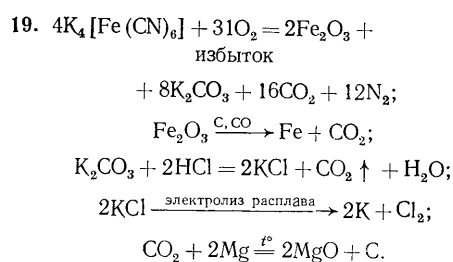 19. 4K₄[Fe(CN)₆] + 31O₂ = 2Fe₂O₃ +
избыток
+ 8K₂CO₃ + 16CO₂ + 12N₂;
Fe₂O₃ —C, CO→ Fe + CO₂;
K₂CO₃ + 2HCl = 2KCl + CO₂ ↑ + H₂O;
2KCl —электролиз расплава→ 2K + Cl₂;
CO₂ + 2Mg =t°= 2MgO + C.